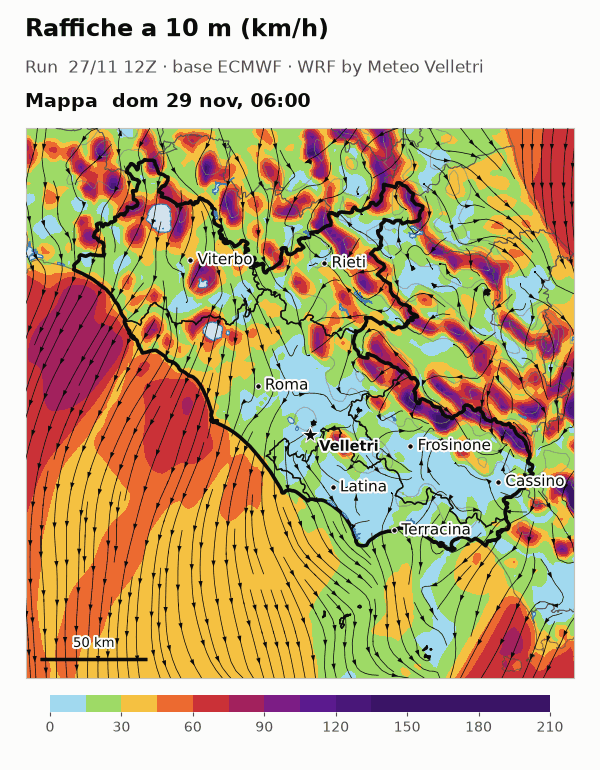 Raffiche a 10 m (km/h)
Run 27/11 12Z · base ECMWF · WRF by Meteo Velletri
Mappa dom 29 nov, 06:00
Viterbo
Rieti
Roma
Velletri
Frosinone
Latina
Cassino
Terracina
50 km
0 30 60 90 120 150 180 210